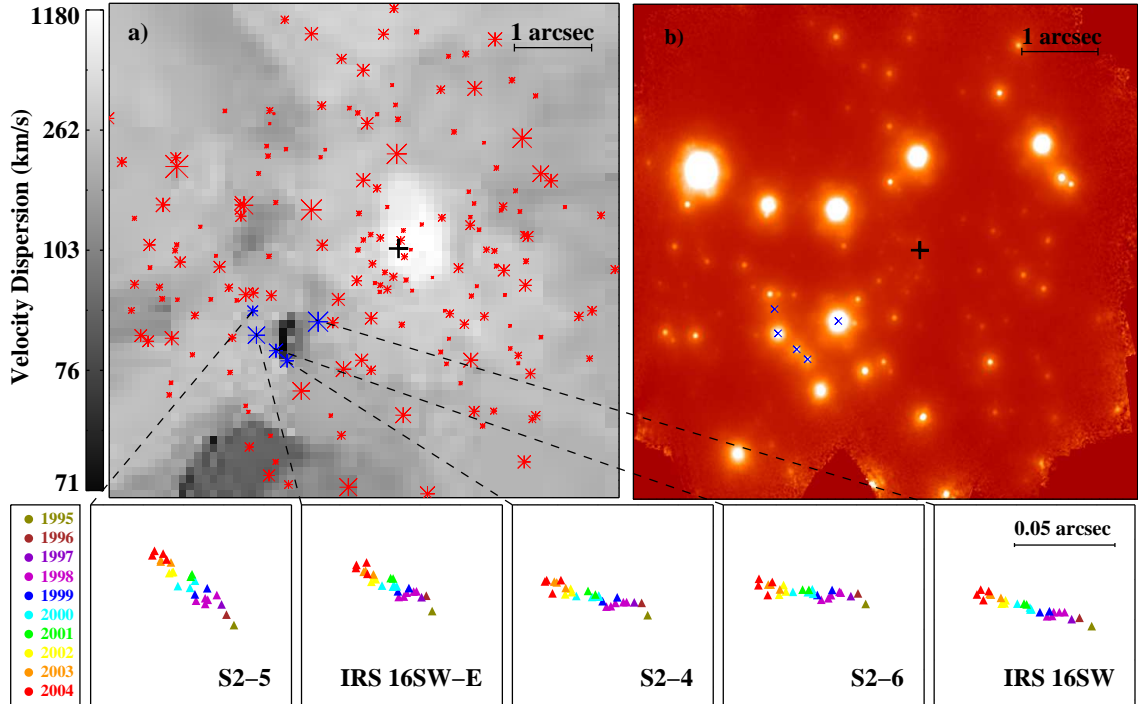 1180
262
103
76
71
Velocity Dispersion (km/s)
a)
1 arcsec
b)
1 arcsec
1995
1996
1997
1998
1999
2000
2001
2002
2003
2004
S2–5
IRS 16SW–E
S2–4
S2–6
0.05 arcsec
IRS 16SW